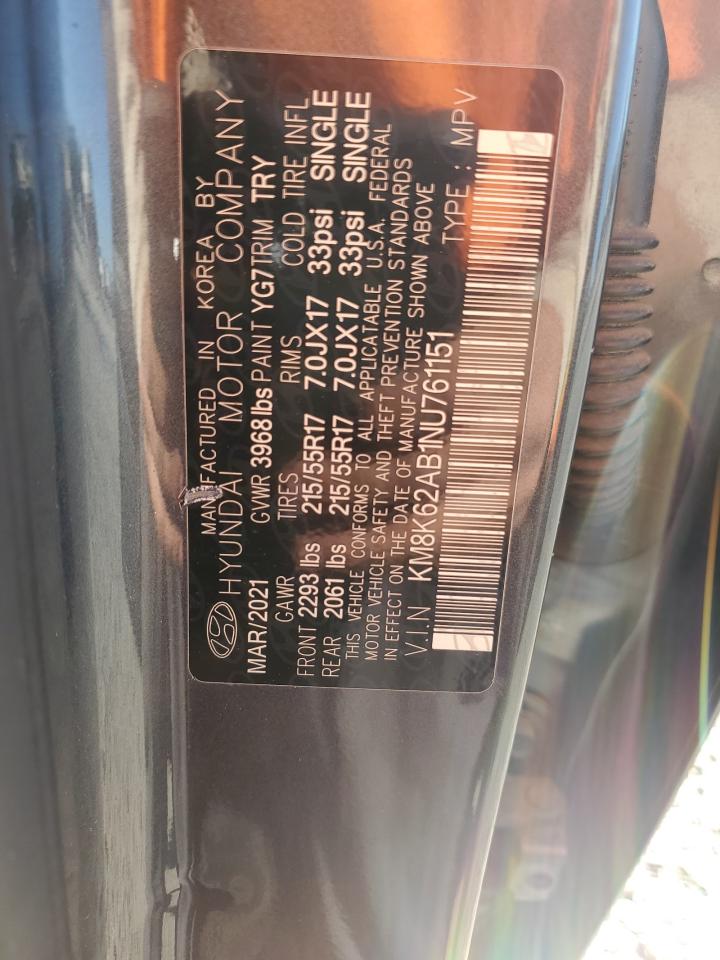 MANUFACTURED IN KOREA BY
HYUNDAI MOTOR COMPANY
MAR/2021 GVWR 3968 lbs PAINT YG7 TRIM TRY
GAWR TIRES RIMS COLD TIRE INFL
FRONT 2293 lbs 215/55R17 7.0JX17 33psi SINGLE
REAR 2061 lbs 215/55R17 7.0JX17 33psi SINGLE
THIS VEHICLE CONFORMS TO ALL APPLICATABLE U.S.A. FEDERAL
MOTOR VEHICLE SAFETY AND THEFT PREVENTION STANDARDS
IN EFFECT ON THE DATE OF MANUFACTURE SHOWN ABOVE
V.I.N KM8K62AB1NU761151 TYPE : MPV